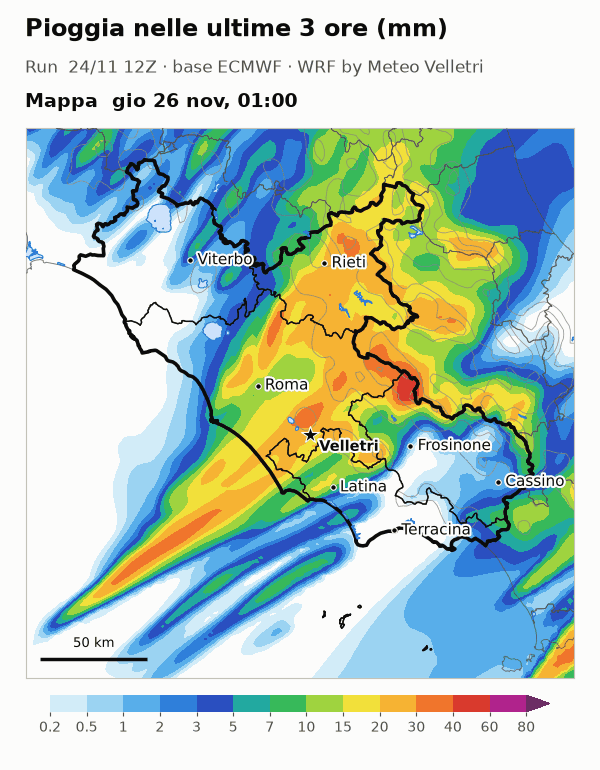 Pioggia nelle ultime 3 ore (mm)
Run  24/11 12Z · base ECMWF · WRF by Meteo Velletri
Mappa  gio 26 nov, 01:00
Viterbo
Rieti
Roma
Velletri
Frosinone
Latina
Cassino
Terracina
50 km
0.2 0.5 1 2 3 5 7 10 15 20 30 40 60 80